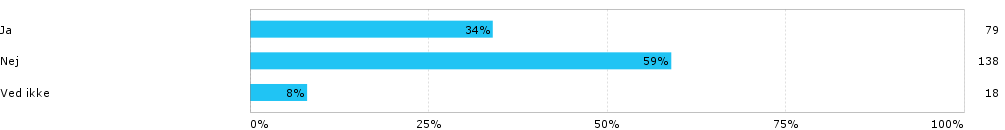 Ja 34% 79
Nej 59% 138
Ved ikke 8% 18
0% 25% 50% 75% 100%